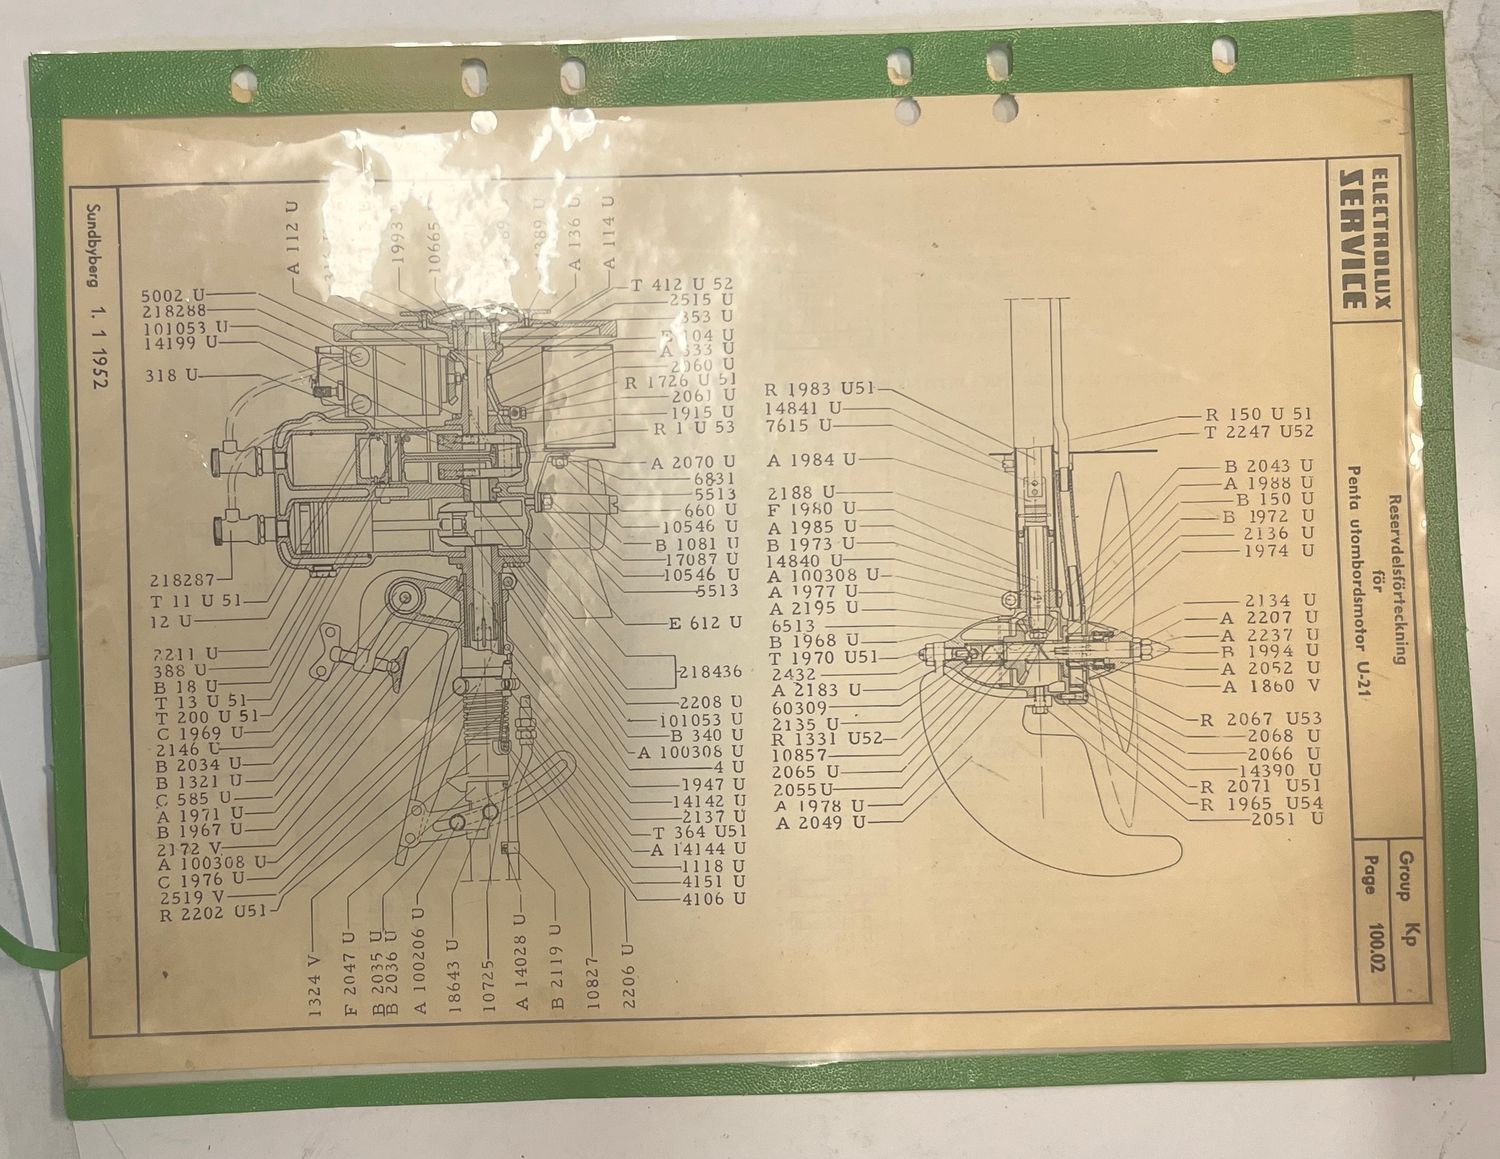 ELECTROLUX
SERVICE
Reservdelsförteckning
för
Penta utombordsmotor U-21
Group Kp
Page 100.02
A 112 U
1993
10665
A 136 U
A 114 U
5002 U
218288
101053 U
14199 U
318 U
218287
T 11 U 51
12 U
2211 U
388 U
B 18 U
T 13 U 51
T 200 U 51
C 1969 U
2146 U
B 2034 U
B 1321 U
C 585 U
A 1971 U
B 1967 U
2172 V
A 100308 U
C 1976 U
2519 V
R 2202 U51
T 412 U 52
2515 U
353 U
104 U
A 333 U
2060 U
R 1726 U 51
2061 U
1915 U
R 1 U 53
A 2070 U
6831
5513
660 U
10546 U
B 1081 U
17087 U
10546 U
5513
E 612 U
218436
2208 U
101053 U
B 340 U
A 100308 U
4 U
1947 U
14142 U
2137 U
T 364 U51
A 14144 U
1118 U
4151 U
4106 U
1324 V
F 2047 U
B 2035 U
B 2036 U
A 100206 U
18643 U
10725
A 14028 U
B 2119 U
10827
2206 U
R 1983 U51
14841 U
7615 U
A 1984 U
2188 U
F 1980 U
A 1985 U
B 1973 U
14840 U
A 100308 U
A 1977 U
A 2195 U
6513
B 1968 U
T 1970 U51
2432
A 2183 U
60309
2135 U
R 1331 U52
10857
2065 U
2055U
A 1978 U
A 2049 U
R 150 U 51
T 2247 U52
B 2043 U
A 1988 U
B 150 U
B 1972 U
2136 U
1974 U
2134 U
A 2207 U
A 2237 U
B 1994 U
A 2052 U
A 1860 V
R 2067 U53
2068 U
2066 U
14390 U
R 2071 U51
R 1965 U54
2051 U
Sundbyberg 1. 1 1952